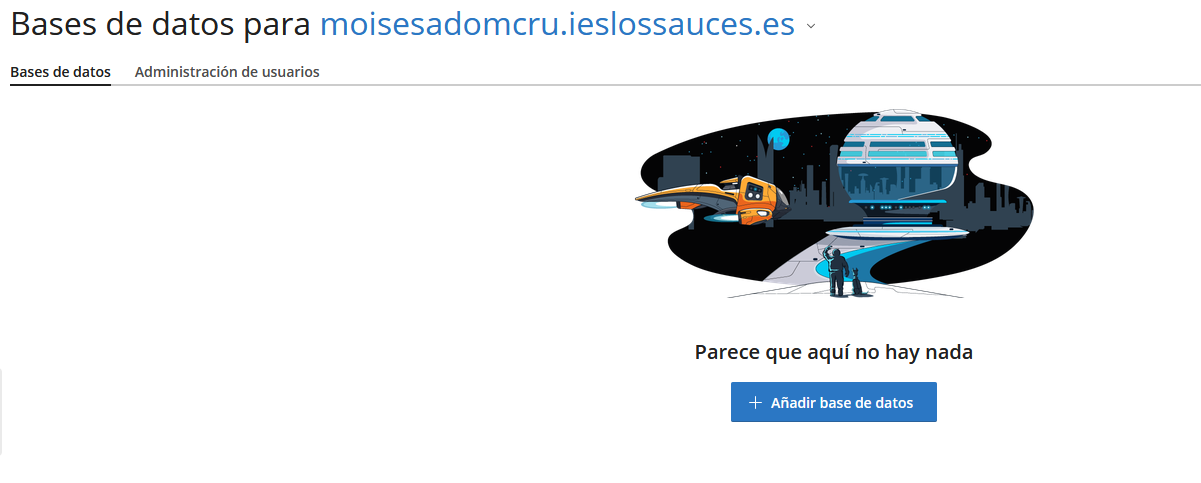 Bases de datos para moisesadomcru.ieslossauces.es
Bases de datos Administración de usuarios
Parece que aquí no hay nada
Añadir base de datos